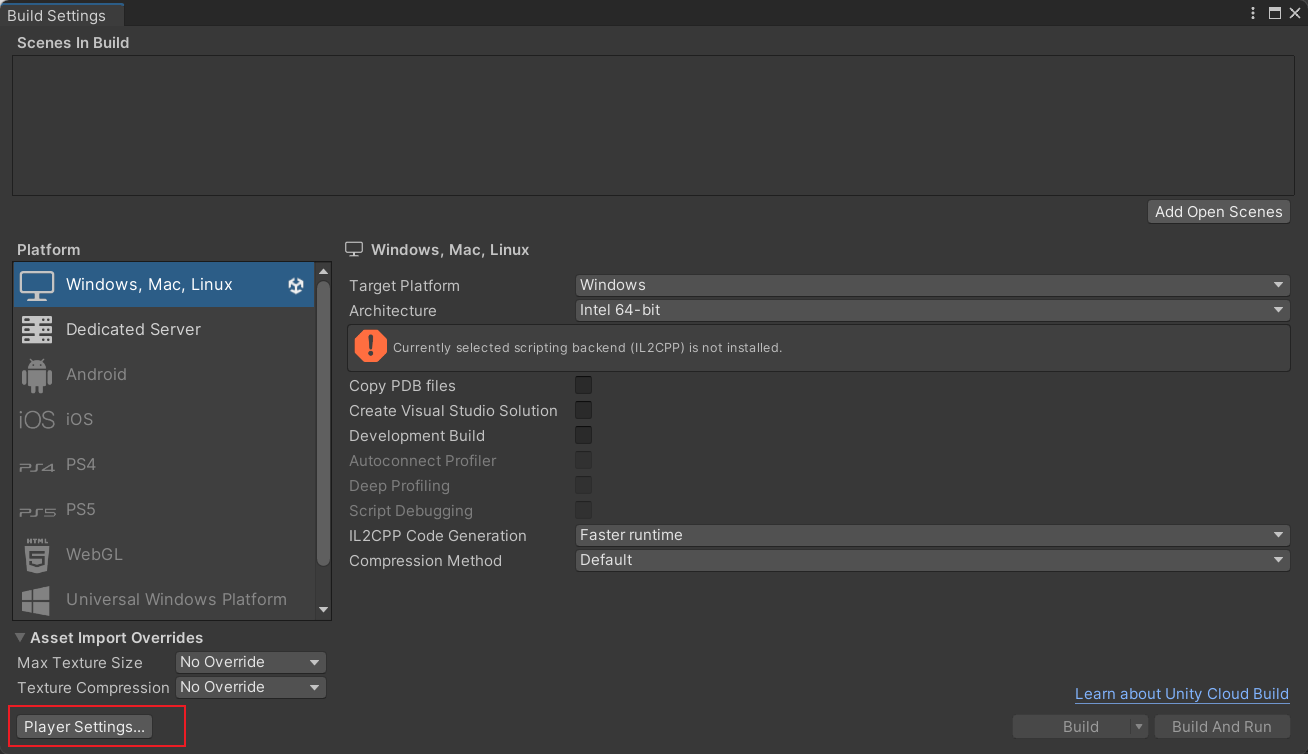 Build Settings
Scenes In Build
Add Open Scenes
Platform
Windows, Mac, Linux
Dedicated Server
Android
iOS iOS
PS4 PS4
PS5 PS5
HTML
5 WebGL
Universal Windows Platform
Asset Import Overrides
Max Texture Size No Override
Texture Compression No Override
Player Settings...
Windows, Mac, Linux
Target Platform Windows
Architecture Intel 64-bit
! Currently selected scripting backend (IL2CPP) is not installed.
Copy PDB files
Create Visual Studio Solution
Development Build
Autoconnect Profiler
Deep Profiling
Script Debugging
IL2CPP Code Generation Faster runtime
Compression Method Default
Learn about Unity Cloud Build
Build Build And Run